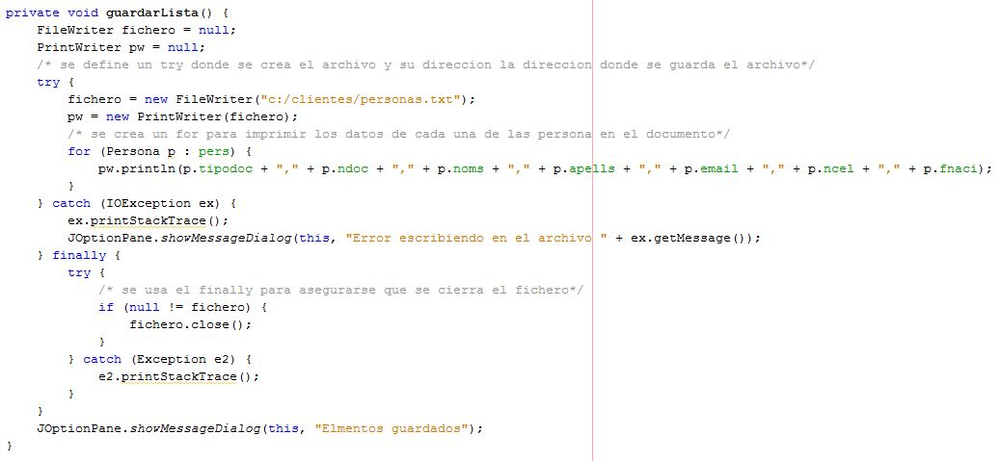 private void guardarLista() {
    FileWriter fichero = null;
    PrintWriter pw = null;
    /* se define un try donde se crea el archivo y su direccion la direccion donde se guarda el archivo*/
    try {
        fichero = new FileWriter("c:/clientes/personas.txt");
        pw = new PrintWriter(fichero);
        /* se crea un for para imprimir los datos de cada una de las persona en el documento*/
        for (Persona p : pers) {
            pw.println(p.tipodoc + "," + p.ndoc + "," + p.noms + "," + p.apells + "," + p.email + "," + p.ncel + "," + p.fnaci);
        }
    } catch (IOException ex) {
        ex.printStackTrace();
        JOptionPane.showMessageDialog(this, "Error escribiendo en el archivo " + ex.getMessage());
    } finally {
        try {
            /* se usa el finally para asegurarse que se cierra el fichero*/
            if (null != fichero) {
                fichero.close();
            }
        } catch (Exception e2) {
            e2.printStackTrace();
        }
    }
    JOptionPane.showMessageDialog(this, "Elmentos guardados");
}